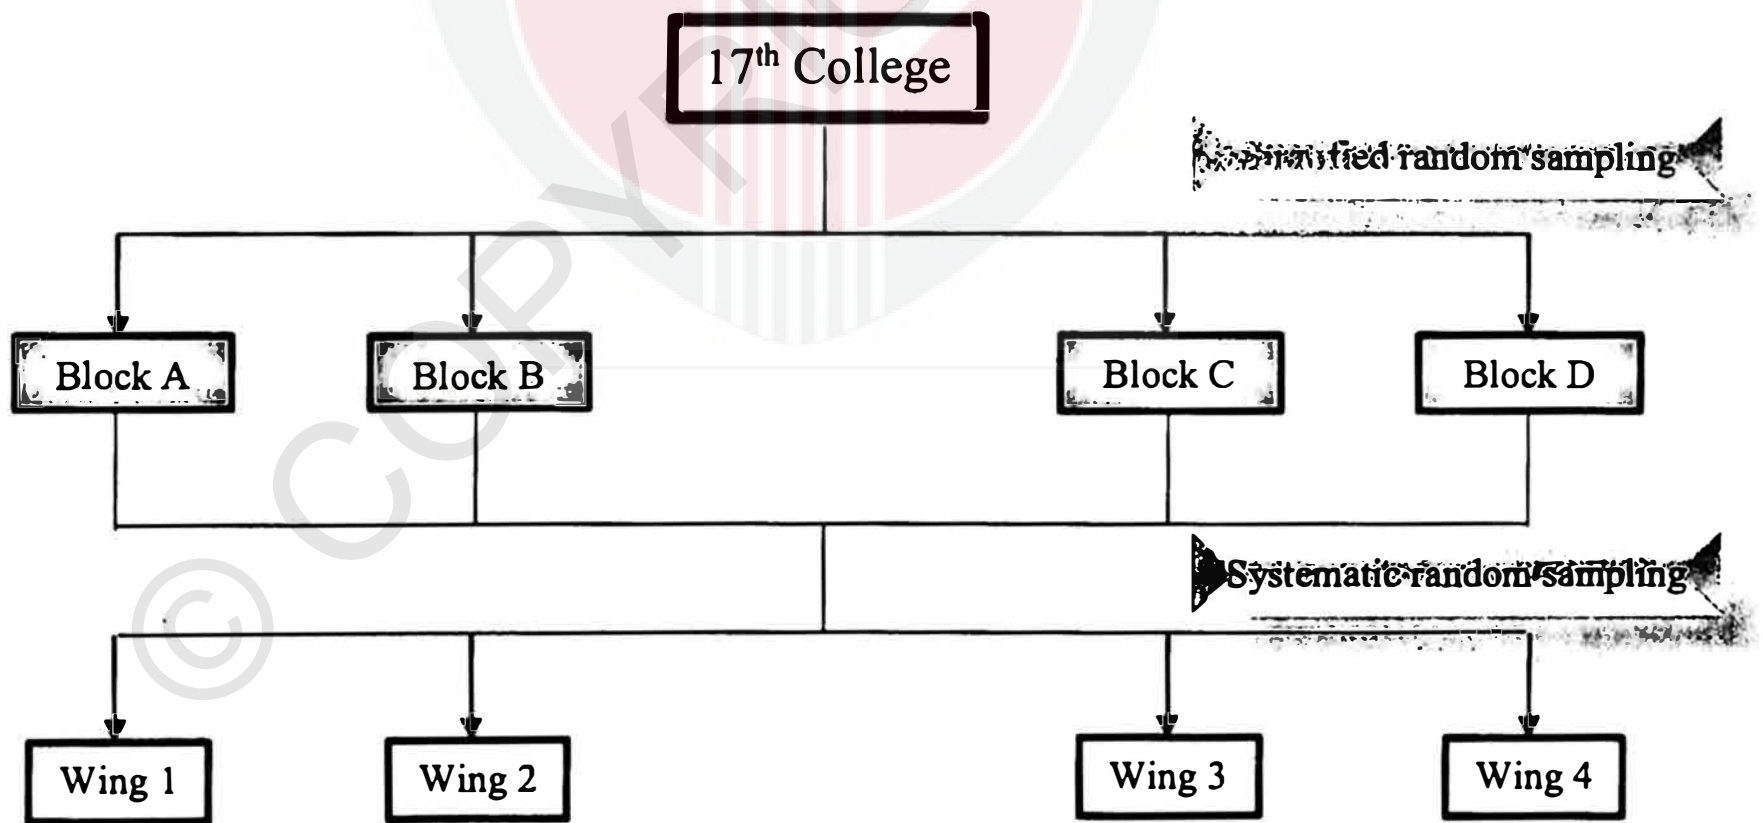 17th College
random sampling
Block A
Block B
Block C
Block D
Systematic random sampling
Wing 1
Wing 2
Wing 3
Wing 4
© COPYRIG